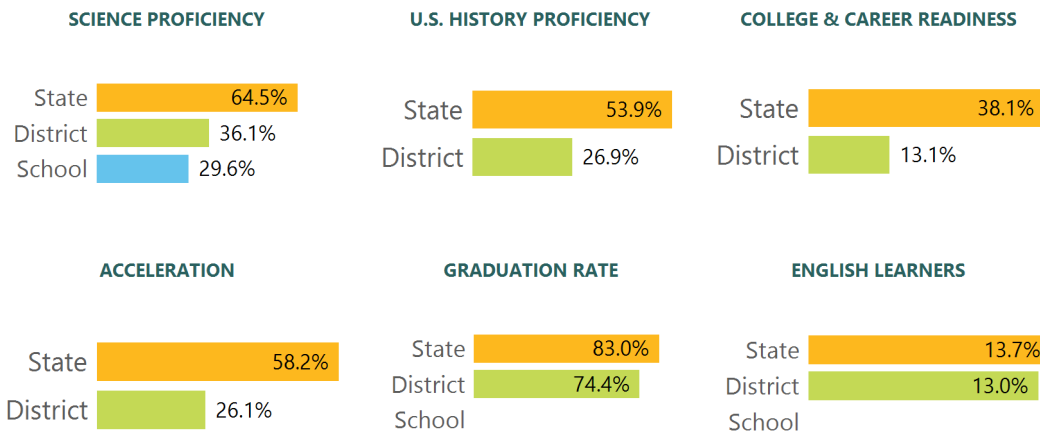 SCIENCE PROFICIENCY
State 64.5%
District 36.1%
School 29.6%
U.S. HISTORY PROFICIENCY
State 53.9%
District 26.9%
COLLEGE & CAREER READINESS
State 38.1%
District 13.1%
ACCELERATION
State 58.2%
District 26.1%
GRADUATION RATE
State 83.0%
District 74.4%
School
ENGLISH LEARNERS
State 13.7%
District 13.0%
School